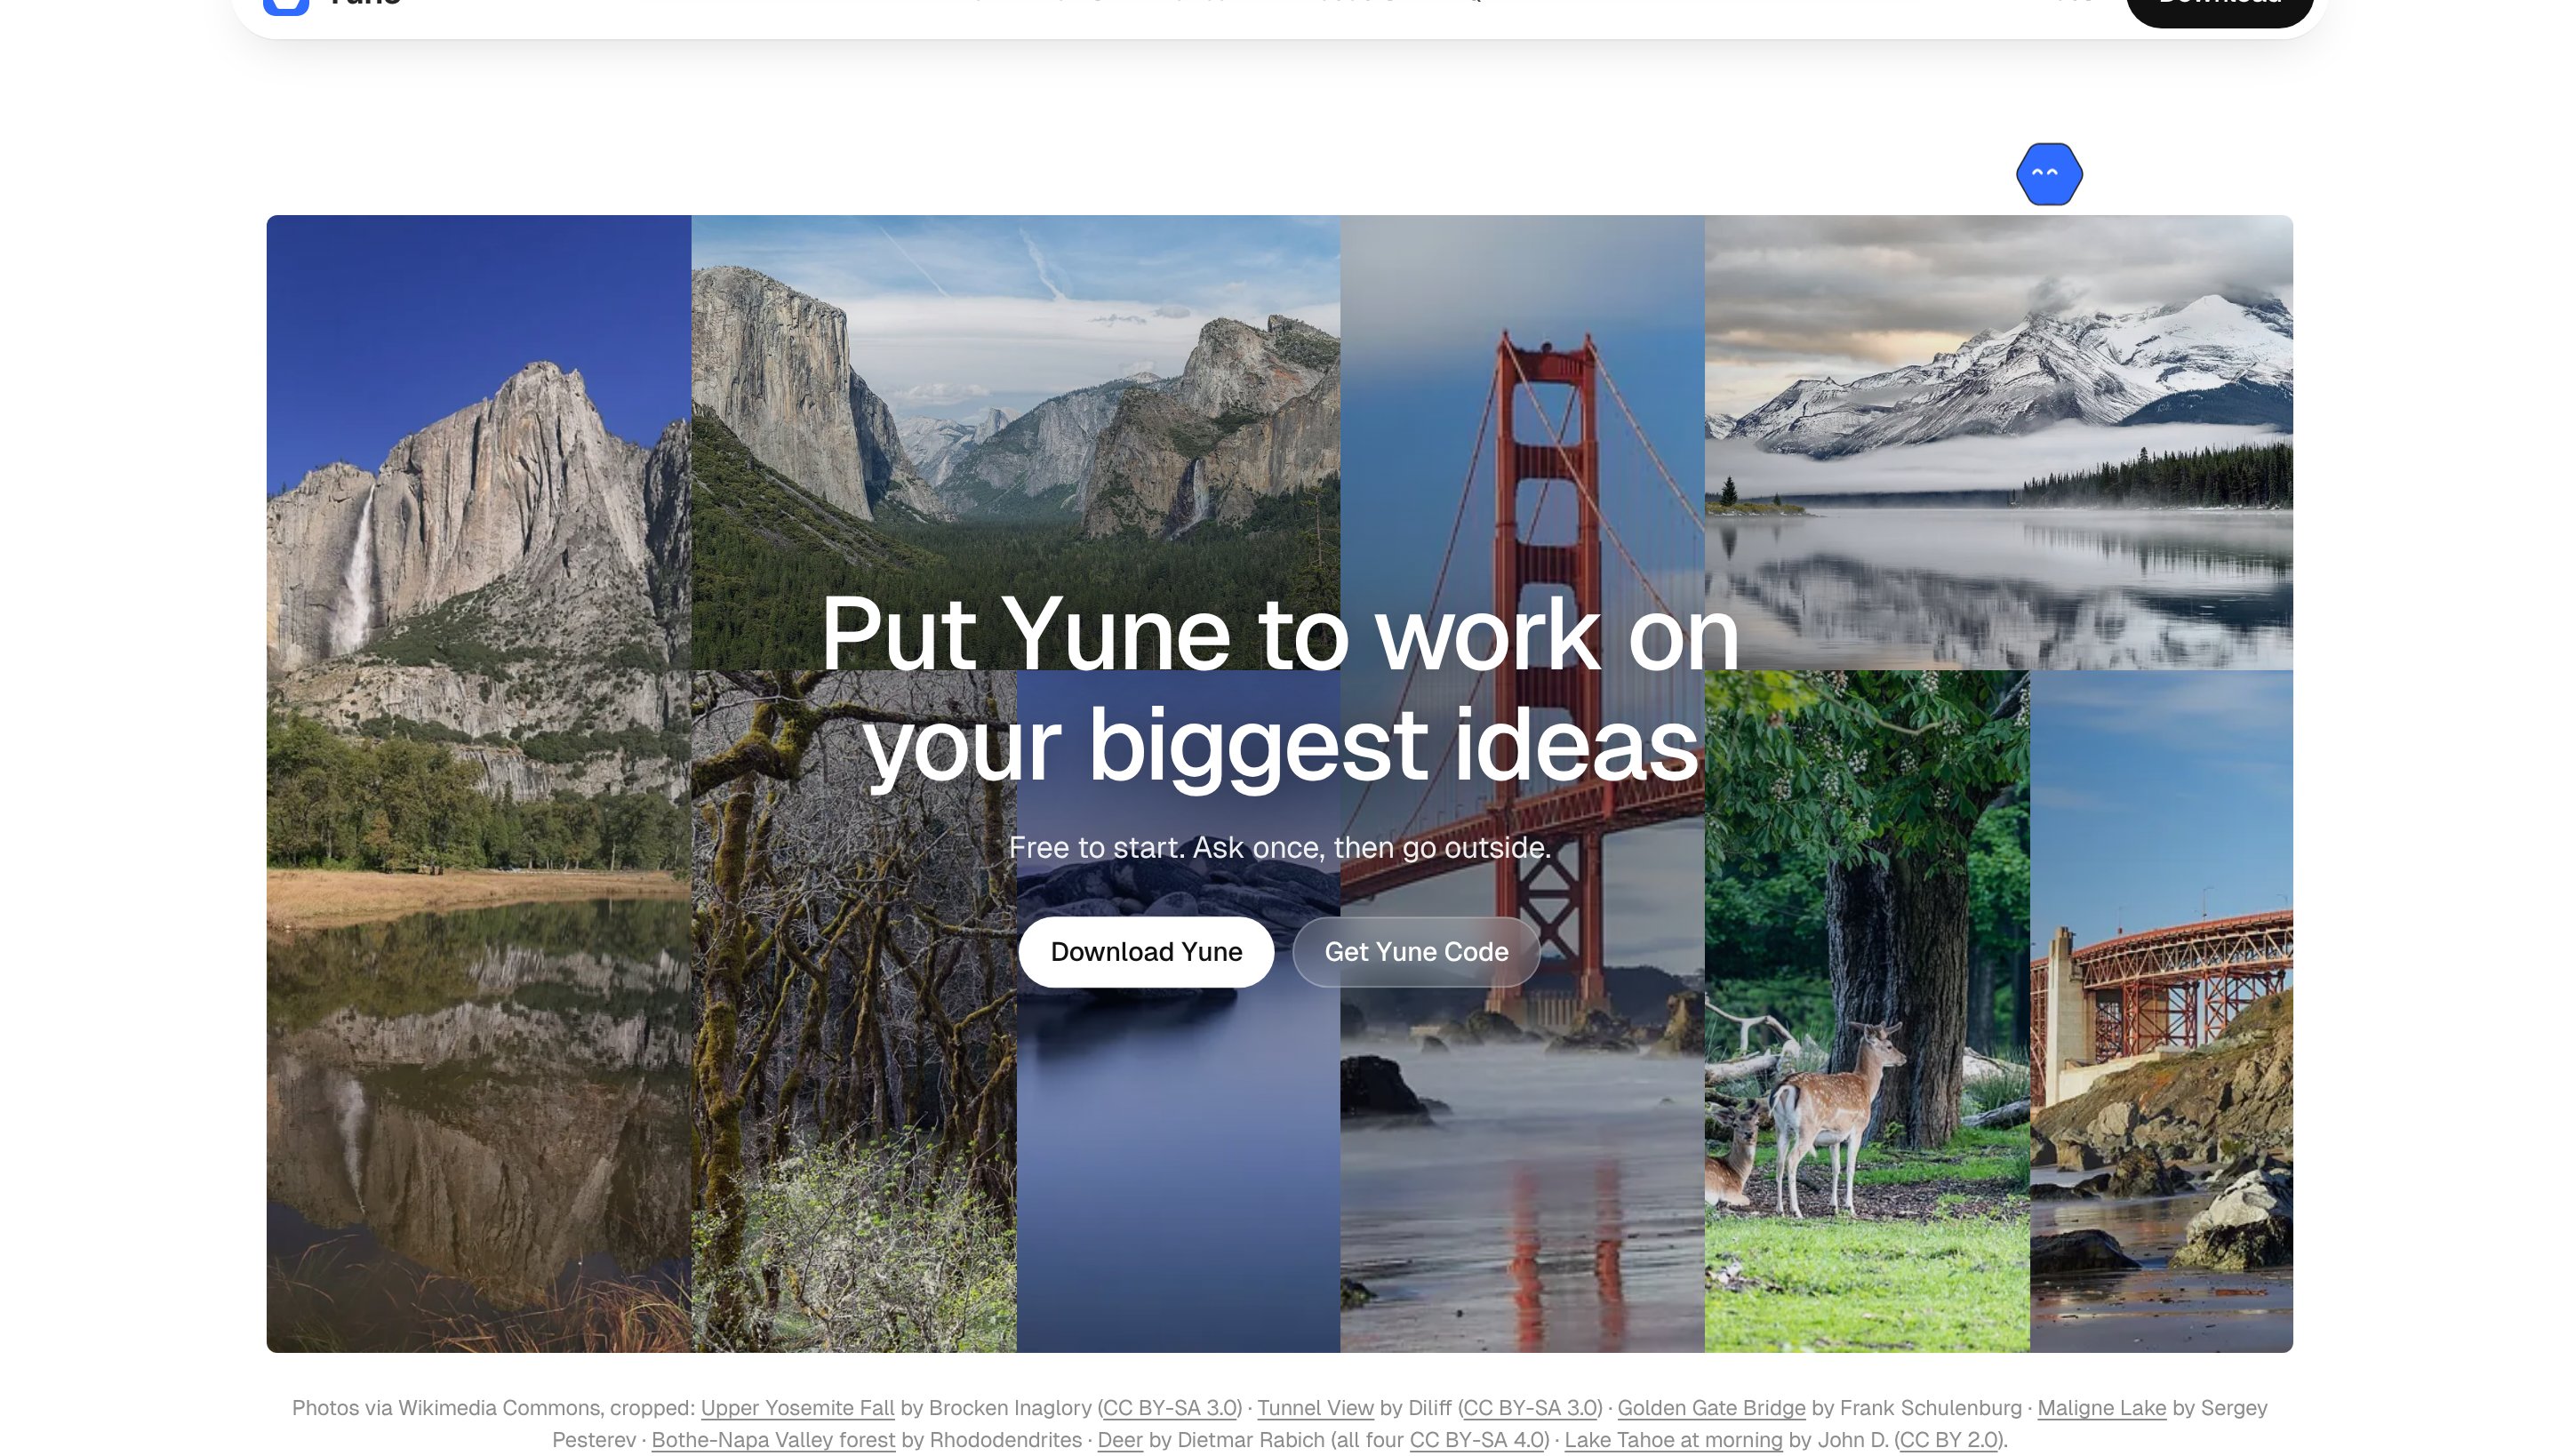 Yune
Download
Put Yune to work on
your biggest ideas
Free to start. Ask once, then go outside.
Download Yune
Get Yune Code
Photos via Wikimedia Commons, cropped: Upper Yosemite Fall by Brocken Inaglory (CC BY-SA 3.0) · Tunnel View by Diliff (CC BY-SA 3.0) · Golden Gate Bridge by Frank Schulenburg · Maligne Lake by Sergey
Pesterev · Bothe-Napa Valley forest by Rhododendrites · Deer by Dietmar Rabich (all four CC BY-SA 4.0) · Lake Tahoe at morning by John D. (CC BY 2.0).